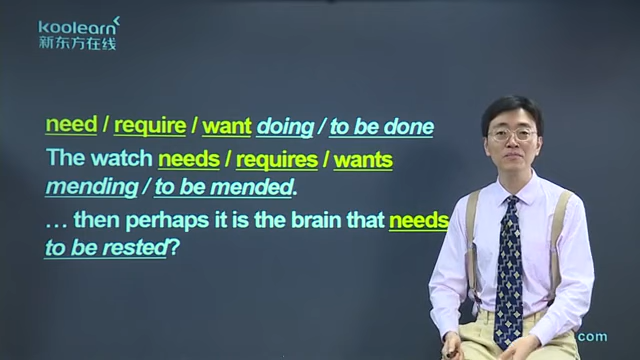 koolearn
新东方在线
need / require / want doing / to be done
The watch needs / requires / wants
mending / to be mended.
… then perhaps it is the brain that needs
to be rested?
com